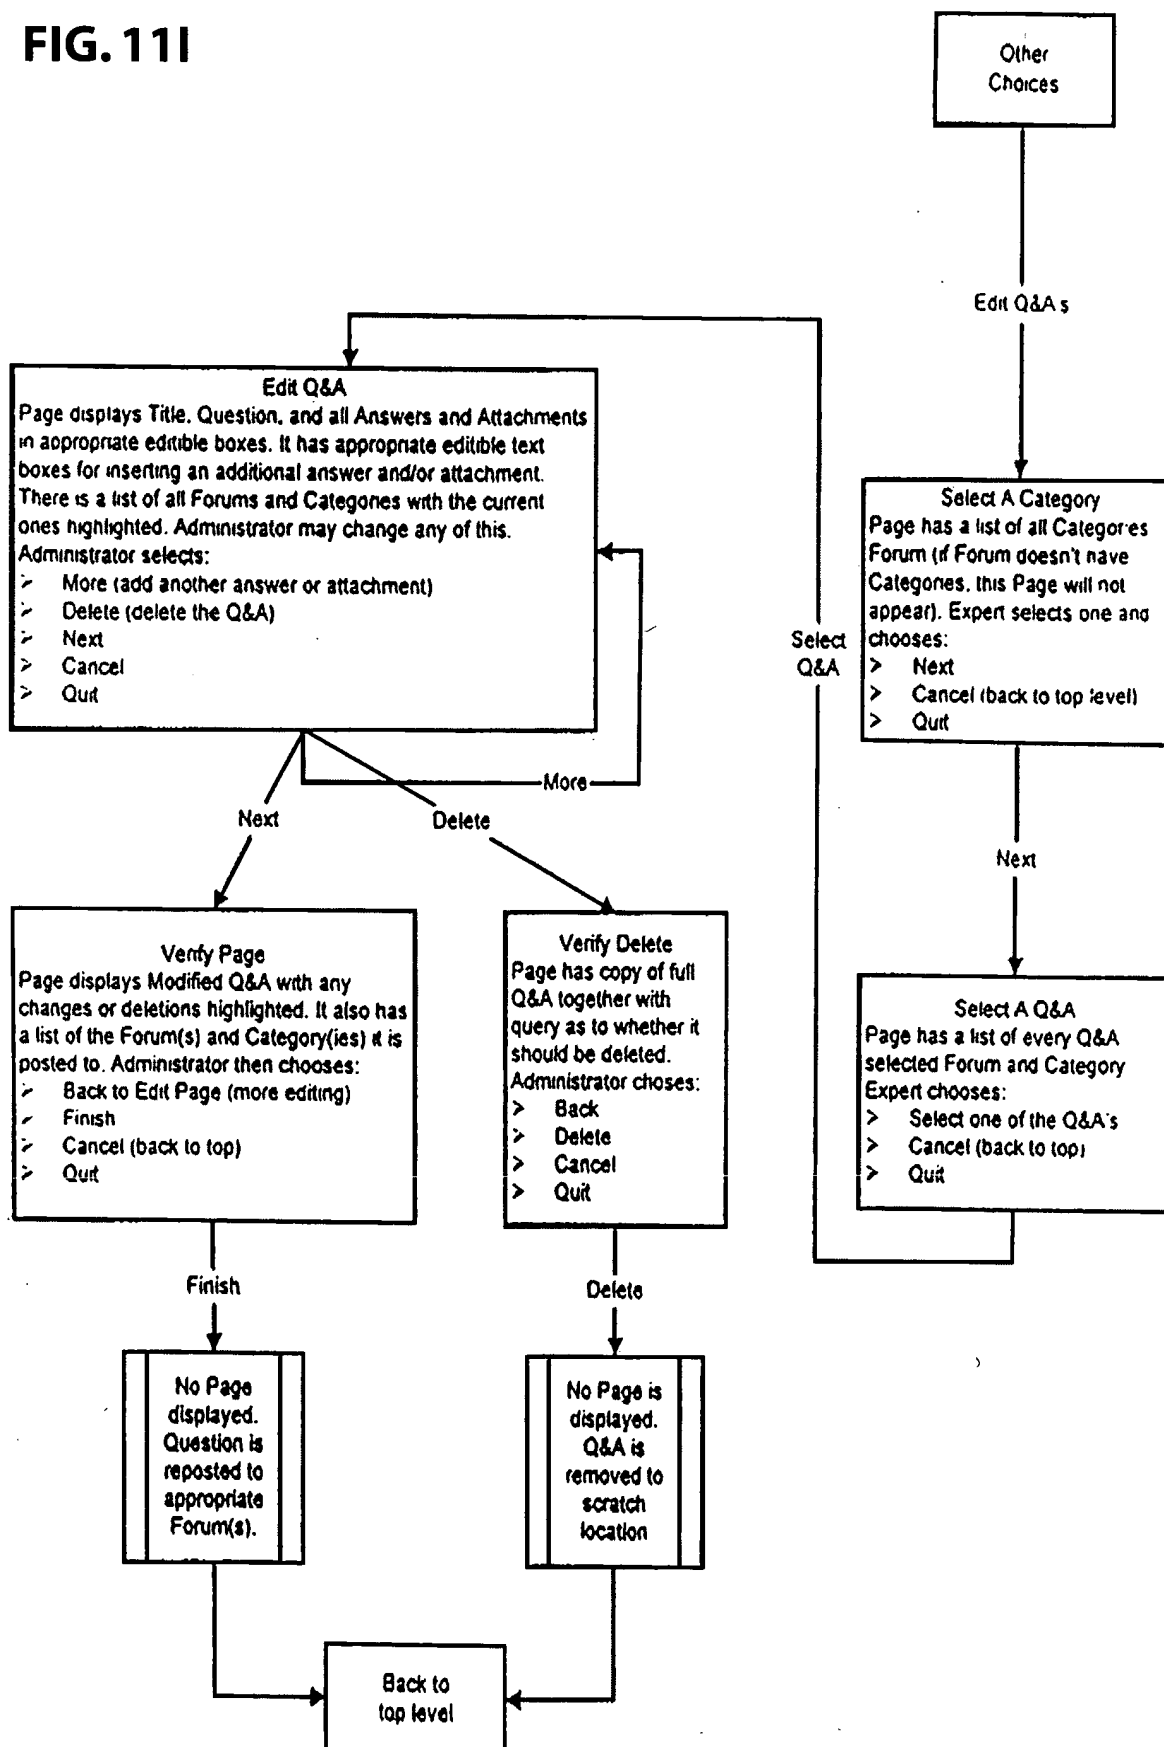 FIG. 11I
Other
Choices
Edit Q&A's
Select A Category
Page has a list of all Categories
Forum (if Forum doesn't have
Categories, this Page will not
appear). Expert selects one and
chooses:
> Next
> Cancel (back to top level)
> Quit
Next
Select A Q&A
Page has a list of every Q&A
selected Forum and Category
Expert chooses:
> Select one of the Q&A's
> Cancel (back to top)
> Quit
Select
Q&A
Edit Q&A
Page displays Title, Question, and all Answers and Attachments
in appropriate editible boxes. It has appropriate editible text
boxes for inserting an additional answer and/or attachment.
There is a list of all Forums and Categories with the current
ones highlighted. Administrator may change any of this.
Administrator selects:
> More (add another answer or attachment)
> Delete (delete the Q&A)
> Next
> Cancel
> Quit
More
Next
Delete
Verify Page
Page displays Modified Q&A with any
changes or deletions highlighted. It also has
a list of the Forum(s) and Category(ies) it is
posted to. Administrator then chooses:
> Back to Edit Page (more editing)
> Finish
> Cancel (back to top)
> Quit
Verify Delete
Page has copy of full
Q&A together with
query as to whether it
should be deleted.
Administrator choses:
> Back
> Delete
> Cancel
> Quit
Finish
Delete
No Page
displayed.
Question is
reposted to
appropriate
Forum(s).
No Page is
displayed.
Q&A is
removed to
scratch
location
Back to
top level